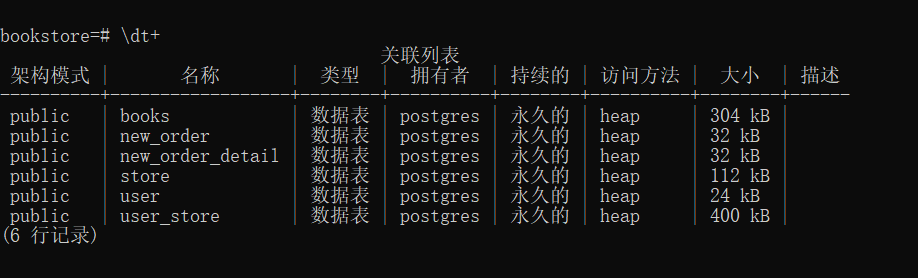 bookstore=# \dt+
关联列表
架构模式 | 名称 | 类型 | 拥有者 | 持续的 | 访问方法 | 大小 | 描述
----------+------------------+--------+----------+--------+----------+--------+------
public | books | 数据表 | postgres | 永久的 | heap | 304 kB |
public | new_order | 数据表 | postgres | 永久的 | heap | 32 kB |
public | new_order_detail | 数据表 | postgres | 永久的 | heap | 32 kB |
public | store | 数据表 | postgres | 永久的 | heap | 112 kB |
public | user | 数据表 | postgres | 永久的 | heap | 24 kB |
public | user_store | 数据表 | postgres | 永久的 | heap | 400 kB |
(6 行记录)